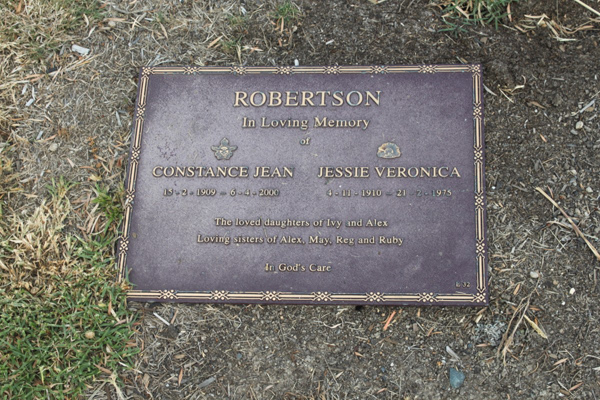 ROBERTSON
In Loving Memory
of
CONSTANCE JEAN JESSIE VERONICA
15 - 2 - 1909 - 6 - 4 - 2000 4 - 11 - 1910 - 21 - 7 - 1975
The loved daughters of Ivy and Alex
Loving sisters of Alex, May, Reg and Ruby
In God's Care